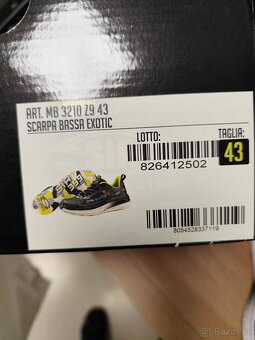 ART. MB 3210 Z9 43
SCARPA BASSA EXOTIC
LOTTO:
TAGLIA:
826412502
43
8054528337119